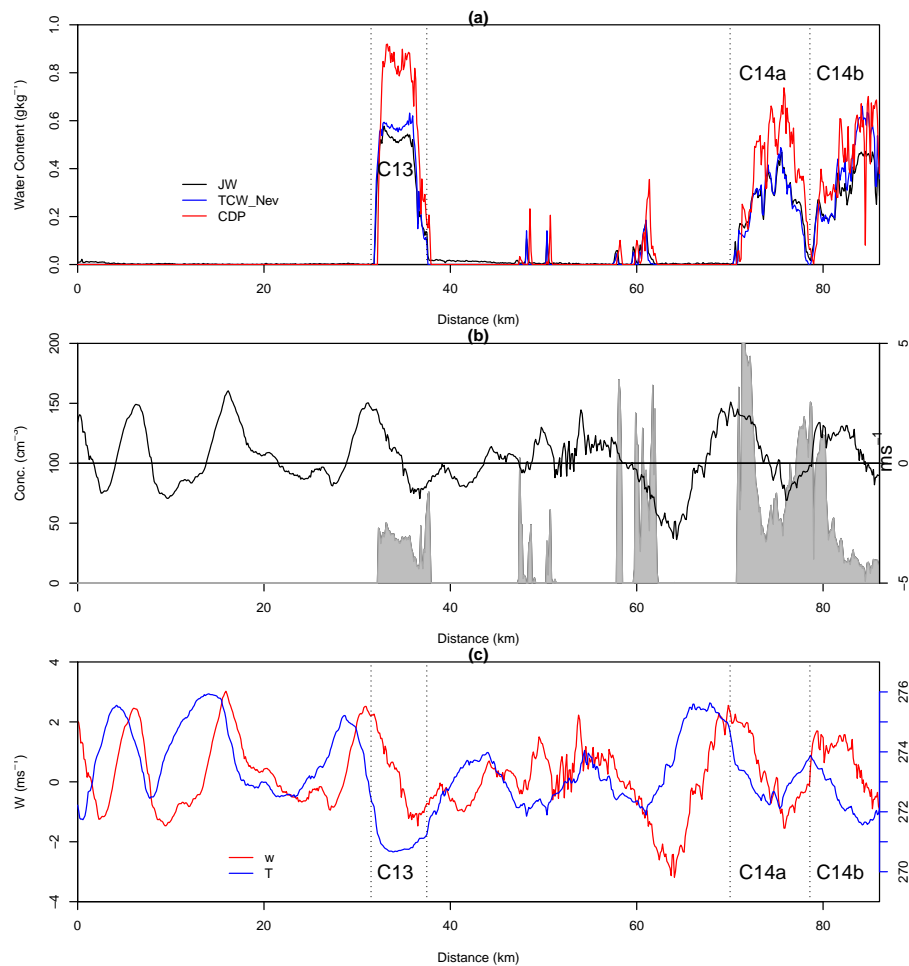 (a)
Water Content (gkg⁻¹)
0.0 0.2 0.4 0.6 0.8 1.0
C13
C14a
C14b
JW
TCW_Nev
CDP
0 20 40 60 80
Distance (km)
(b)
Conc. (cm⁻³)
0 50 100 150 200
ms⁻¹
−5 0 5
0 20 40 60 80
Distance (km)
(c)
W (ms⁻¹)
−4 −2 0 2 4
270 272 274 276
w
T
C13
C14a
C14b
0 20 40 60 80
Distance (km)